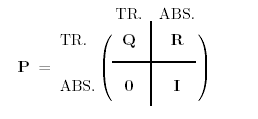 TR. ABS.
TR. Q R
P =
ABS. 0 I